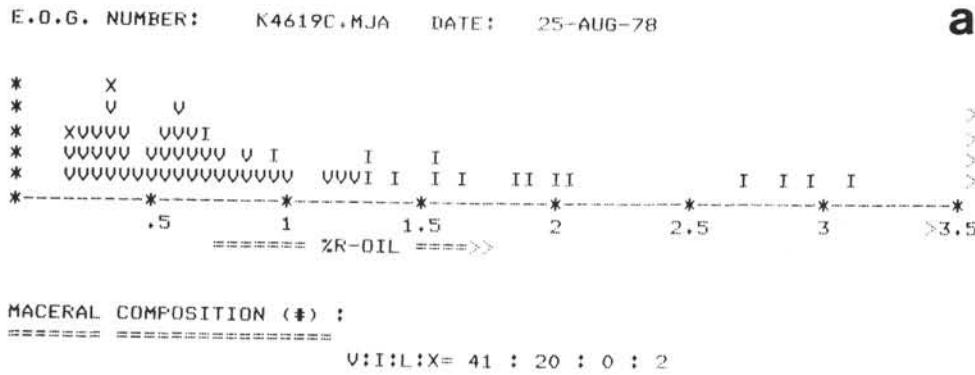 E.O.G. NUMBER: K4619C.MJA DATE: 25-AUG-78 a
*      X
*      V    V                                                          >
*   XVVVV  VVVI                                                        >
*   VVVVV VVVVVV V I      I    I                                       >
*   VVVVVVVVVVVVVVVVV  VVVI I  I I   II II            I  I I  I        >
*---------*---------*---------*---------*---------*---------*---------*
.5 1 1.5 2 2.5 3 >3.5
======= %R-OIL ====>>
MACERAL COMPOSITION (#) :
======= ================
V:I:L:X= 41 : 20 : 0 : 2